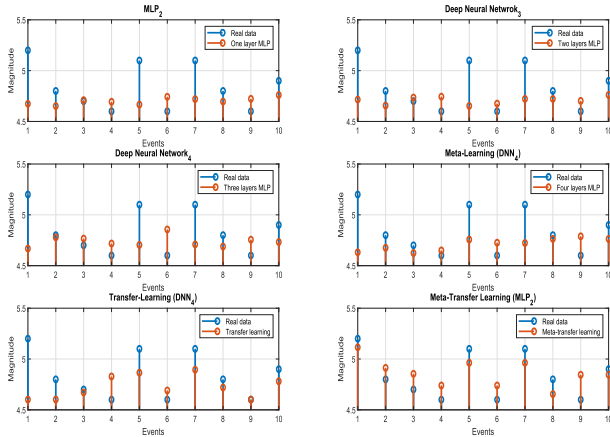 MLP2
Deep Neural Netwrok3
5.5
5
4.5
Magnitude
Real data
One layer MLP
1 2 3 4 5 6 7 8 9 10
Events
5.5
5
4.5
Magnitude
Real data
Two layers MLP
1 2 3 4 5 6 7 8 9 10
Events
Deep Neural Network4
Meta-Learning (DNN4)
5.5
5
4.5
Magnitude
Real data
Three layers MLP
1 2 3 4 5 6 7 8 9 10
Events
5.5
5
4.5
Magnitude
Real data
Four layers MLP
1 2 3 4 5 6 7 8 9 10
Events
Transfer-Learning (DNN4)
Meta-Transfer Learning (MLP2)
5.5
5
4.5
Magnitude
Real data
Transfer learning
1 2 3 4 5 6 7 8 9 10
Events
5.5
5
4.5
Magnitude
Real data
Meta-transfer learning
1 2 3 4 5 6 7 8 9 10
Events